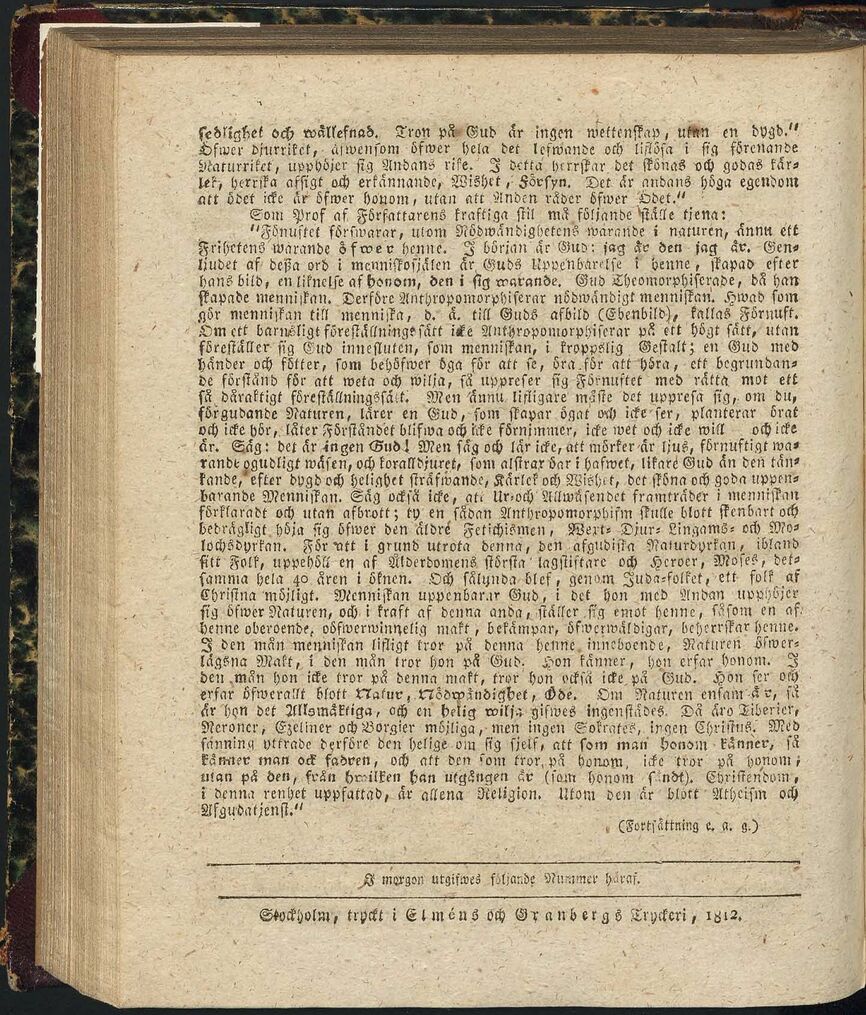 sedlighet och wällefnad. Tron på Gud är ingen wettenskap, utan en dygd."
Öfwer djurriket, äswensom öfwer hela det lefwande och liflösa i sig förenande
Naturriket, upphöjer sig Andans rike. I detta herrskar det skönas och godas kär-
lek, herrska afsigt och erkännande, Wishet, Försyn. Det är andans höga egendom
att ödet icke är öfwer honom, utan att Anden råder öfwer Ödet."
Som Prof af Författarens kraftiga stil må följande ställe tjena:
"Förnuftet förswarar, utom Nödwändighetens warande i naturen, ännu ett
Frihetens warande öfwer henne. I början är Gud: jag är den jag är. Gen-
ljudet af dessa ord i menniskosjälen är Guds Uppenbarelse i henne, skapad efter
hans bild, en liknelse af honom, den i sig warande. Gud Theomorphiserade, då han
skapade menniskan. Derföre Anthropomorphiserar nödwändigt menniskan. Hwad som
gör menniskan till menniska, d. ä. till Guds afbild (Ebenbild), kallas Förnuft.
Om ett barnsligt föreställningssätt icke Anthropomorphiserar på ett högt sätt, utan
föreställer sig Gud innesluten, som menniskan, i kroppslig Gestalt; en Gud med
händer och fötter, som behöfwer öga för att se, öra för att höra, ett begrundan-
de förstånd för att weta och wilja, så uppreser sig Förnuftet med rätta mot ett
så däraktigt föreställningssätt. Men ännu lifligare måste det uppresa sig, om du,
förgudande Naturen, lärer en Gud, som skapar ögat och icke ser, planterar örat
och icke hör, låter Förståndet blifwa och icke förnimmer, icke wet och icke will och icke
är. Säg: det är ingen Gud! Men säg och lär icke, att mörker är ljus, förnuftigt wa-
rande ogudligt wäsen, och koralldjuret, som alstrar öar i hafwet, likare Gud än den tän-
kande, efter dygd och helighet sträfwande, Kärlek och Wishet, det sköna och goda uppen-
barande Menniskan. Säg också icke, att Ur- och Allwäsendet framträder i menniskan
förklaradt och utan afbrott; ty en sådan Anthropomorphism skulle blott skenbart och
bedrägligt höja sig öfwer den äldre Fetichismen, Wext- Djur- Lingams- och Mo-
lochsdyrkan. För att i grund utrota denna, den afgudiska Naturdyrkan, ibland
sitt Folk, uppehöll en af Ålderdomens största lagstiftare och Heroer, Moses, det-
samma hela 40 åren i öknen. Och sålunda blef, genom Juda-folket, ett folk af
Christna möjligt. Menniskan uppenbarar Gud, i det hon med Andan upphöjer
sig öfwer Naturen, och i kraft af denna anda, ställer sig emot henne, såsom en af
henne oberoende, oöfwerwinnelig makt, bekämpar, öfwerwäldigar, beherrskar henne.
I den mån menniskan lifligt tror på denna henne inneboende, Naturen öfwer-
lägsna Makt, i den mån tror hon på Gud. Hon känner, hon erfar honom. I
den mån hon icke tror på denna makt, tror hon också icke på Gud. Hon ser och
erfar öfwerallt blott Natur, Nödwändighet, Öde. Om Naturen ensam är, så
är hon det Allsmäktiga, och en helig wilja gifwes ingenstädes. Då äro Tiberier,
Neroner, Ezeliner och Borgier möjliga, men ingen Sokrates, ingen Christus. Med
sanning yttrade derföre den helige om sig sjelf, att som man honom känner, så
känner man ock fadren, och att den som tror på honom, icke tror på honom,
utan på den, från hwilken han utgången är (som honom sändt). Christendom,
i denna renhet uppfattad, är allena Religion. Utom den är blott Atheism och
Afgudatjenst."
(Fortsättning e. a. g.)
I morgon utgifwes följande Nummer häraf.
Stockholm, tryckt i Elméns och Granbergs Tryckeri, 1812.